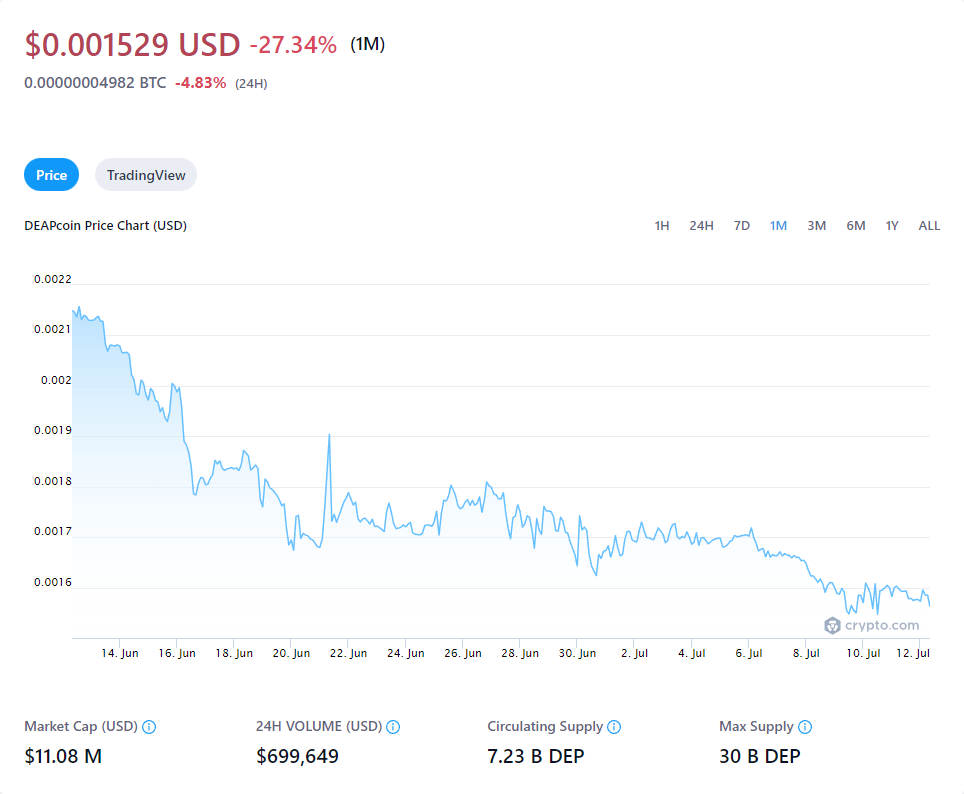 $0.001529 USD -27.34% (1M)
0.00000004982 BTC -4.83% (24H)
Price TradingView
DEAPcoin Price Chart (USD) 1H 24H 7D 1M 3M 6M 1Y ALL
0.0022
0.0021
0.002
0.0019
0.0018
0.0017
0.0016
crypto.com
14. Jun 16. Jun 18. Jun 20. Jun 22. Jun 24. Jun 26. Jun 28. Jun 30. Jun 2. Jul 4. Jul 6. Jul 8. Jul 10. Jul 12. Jul
Market Cap (USD) 24H VOLUME (USD) Circulating Supply Max Supply
$11.08 M $699,649 7.23 B DEP 30 B DEP